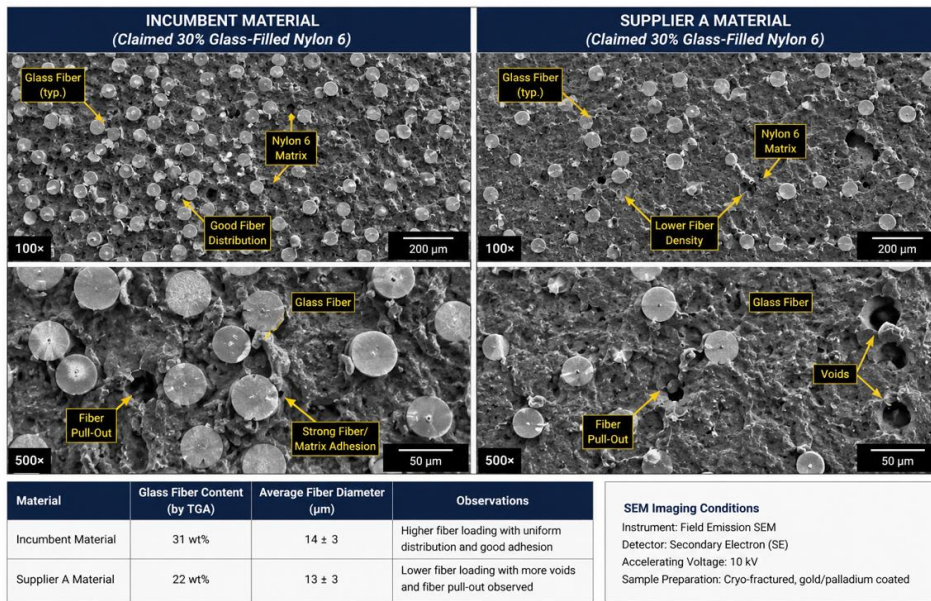 INCUMBENT MATERIAL
(Claimed 30% Glass-Filled Nylon 6)
Glass Fiber
(typ.)
Nylon 6
Matrix
Good Fiber
Distribution
100×
200 µm
SUPPLIER A MATERIAL
(Claimed 30% Glass-Filled Nylon 6)
Glass Fiber
(typ.)
Nylon 6
Matrix
Lower Fiber
Density
100×
200 µm
Glass Fiber
Fiber
Pull-Out
Strong Fiber/
Matrix Adhesion
500×
50 µm
Glass Fiber
Voids
Fiber
Pull-Out
500×
50 µm
Material
Glass Fiber Content
(by TGA)
Average Fiber Diameter
(µm)
Observations
Incumbent Material
31 wt%
14 ± 3
Higher fiber loading with uniform
distribution and good adhesion
Supplier A Material
22 wt%
13 ± 3
Lower fiber loading with more voids
and fiber pull-out observed
SEM Imaging Conditions
Instrument: Field Emission SEM
Detector: Secondary Electron (SE)
Accelerating Voltage: 10 kV
Sample Preparation: Cryo-fractured, gold/palladium coated